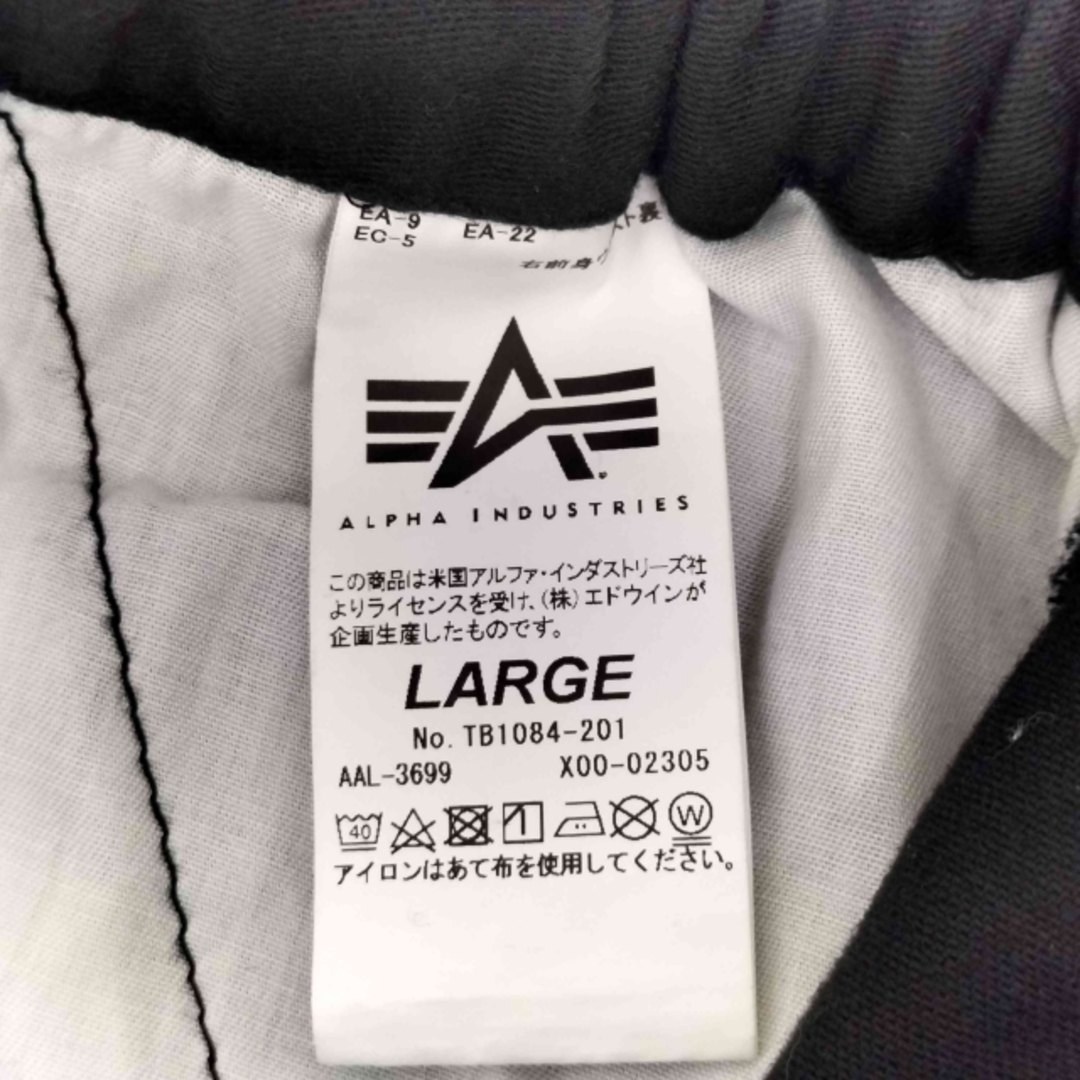 EA-9 EA-22
EC-5
右前身
ALPHA INDUSTRIES
この商品は米国アルファ・インダストリーズ社
よりライセンスを受け、(株)エドウインが
企画生産したものです。
LARGE
No. TB1084-201
AAL-3699 X00-02305
40 W
アイロンはあて布を使用してください。